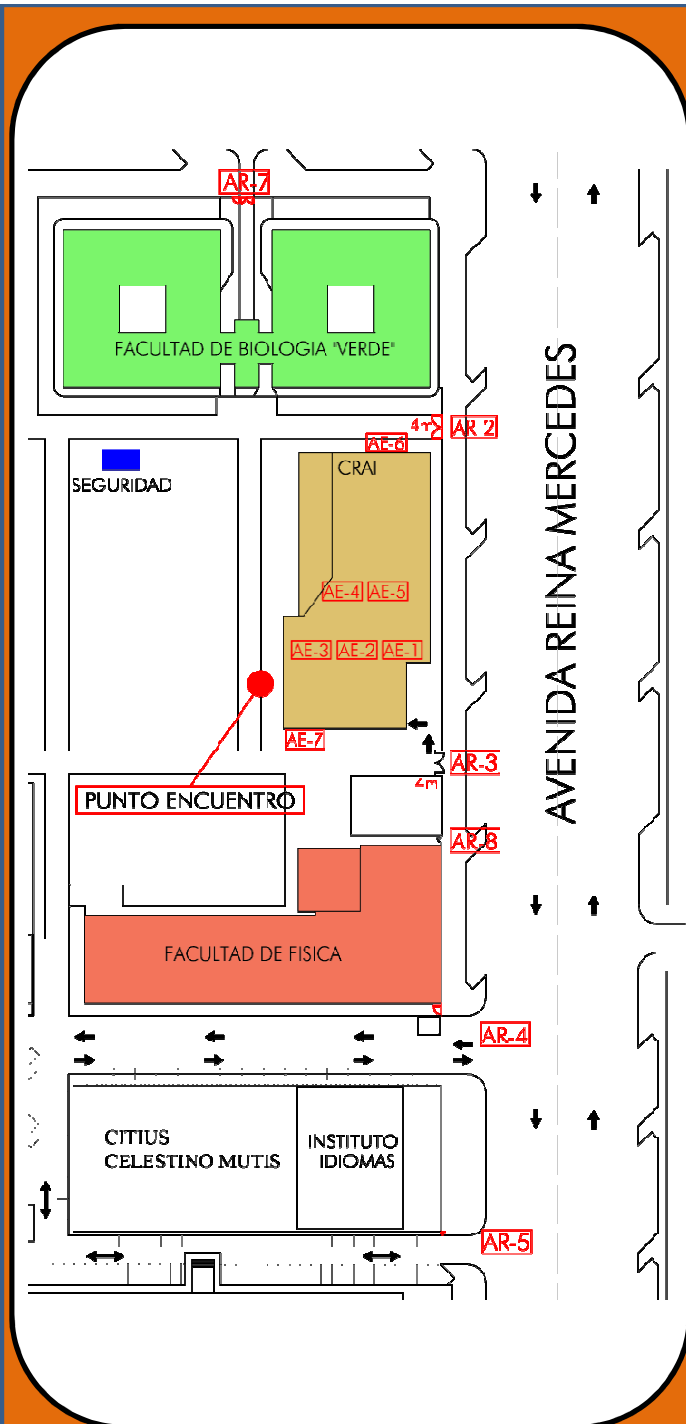 AR-7
FACULTAD DE BIOLOGIA "VERDE"
4m
AR 2
AE-6
CRAI
SEGURIDAD
AE-4
AE-5
AE-3
AE-2
AE-1
AE-7
AR-3
4m
PUNTO ENCUENTRO
AR-8
FACULTAD DE FISICA
AR-4
CITIUS
CELESTINO MUTIS
INSTITUTO
IDIOMAS
AR-5
AVENIDA REINA MERCEDES